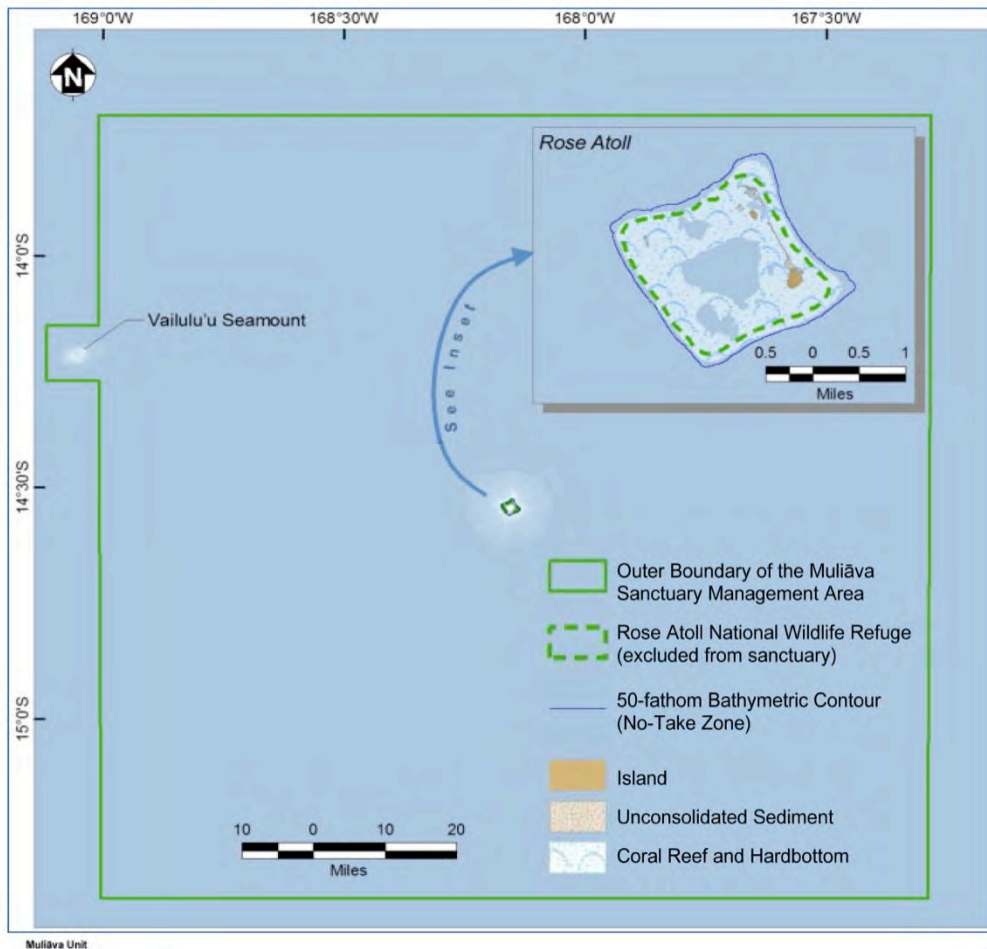 169°0'W 168°30'W 168°0'W 167°30'W
N
Rose Atoll
14°0'S
Vailulu'u Seamount
See Inset
0.5 0 0.5 1
Miles
14°30'S
Outer Boundary of the Muliāva
Sanctuary Management Area
Rose Atoll National Wildlife Refuge
(excluded from sanctuary)
50-fathom Bathymetric Contour
(No-Take Zone)
15°0'S
Island
Unconsolidated Sediment
Coral Reef and Hardbottom
10 0 10 20
Miles
Muliāva Unit